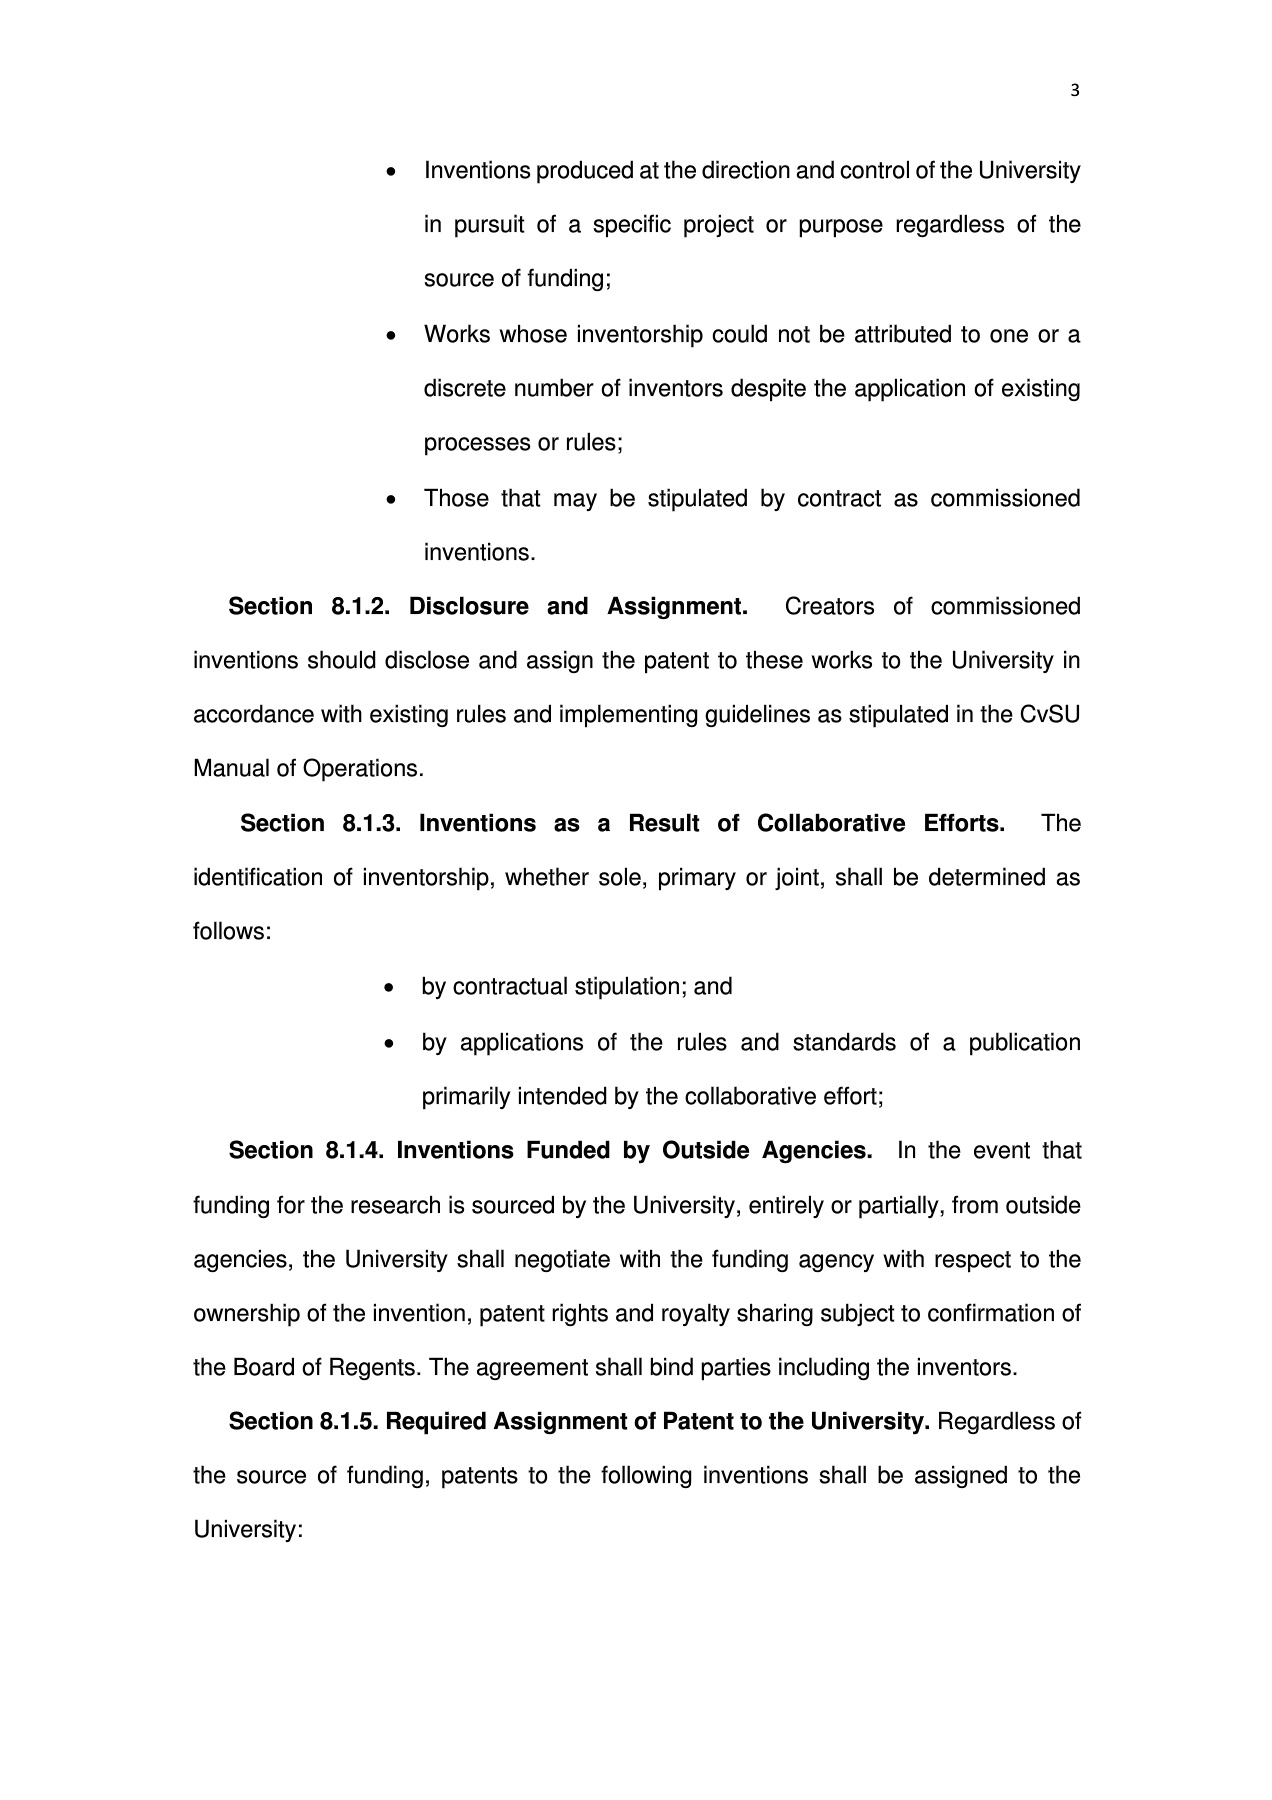 3
• Inventions produced at the direction and control of the University
in pursuit of a specific project or purpose regardless of the
source of funding;
• Works whose inventorship could not be attributed to one or a
discrete number of inventors despite the application of existing
processes or rules;
• Those that may be stipulated by contract as commissioned
inventions.
Section 8.1.2. Disclosure and Assignment. Creators of commissioned
inventions should disclose and assign the patent to these works to the University in
accordance with existing rules and implementing guidelines as stipulated in the CvSU
Manual of Operations.
Section 8.1.3. Inventions as a Result of Collaborative Efforts. The
identification of inventorship, whether sole, primary or joint, shall be determined as
follows:
• by contractual stipulation; and
• by applications of the rules and standards of a publication
primarily intended by the collaborative effort;
Section 8.1.4. Inventions Funded by Outside Agencies. In the event that
funding for the research is sourced by the University, entirely or partially, from outside
agencies, the University shall negotiate with the funding agency with respect to the
ownership of the invention, patent rights and royalty sharing subject to confirmation of
the Board of Regents. The agreement shall bind parties including the inventors.
Section 8.1.5. Required Assignment of Patent to the University. Regardless of
the source of funding, patents to the following inventions shall be assigned to the
University: